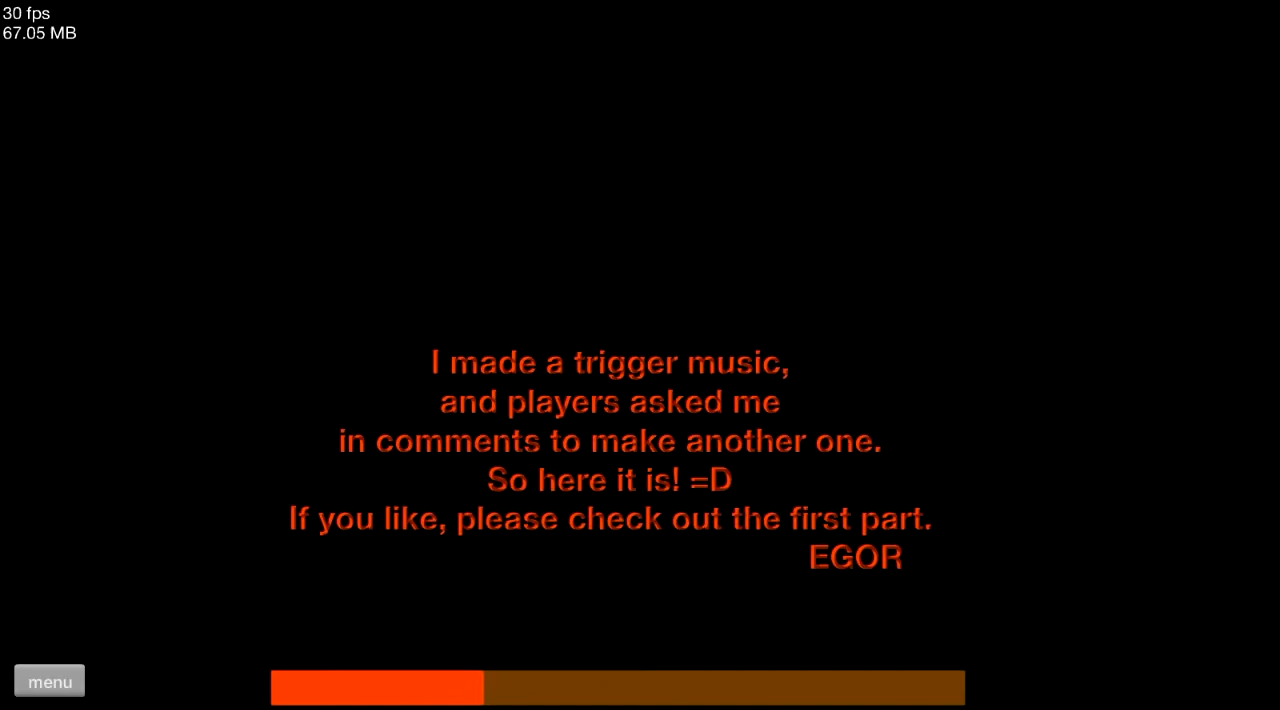 30 fps
67.05 MB
I made a trigger music,
and players asked me
in comments to make another one.
So here it is! =D
If you like, please check out the first part.
EGOR
menu